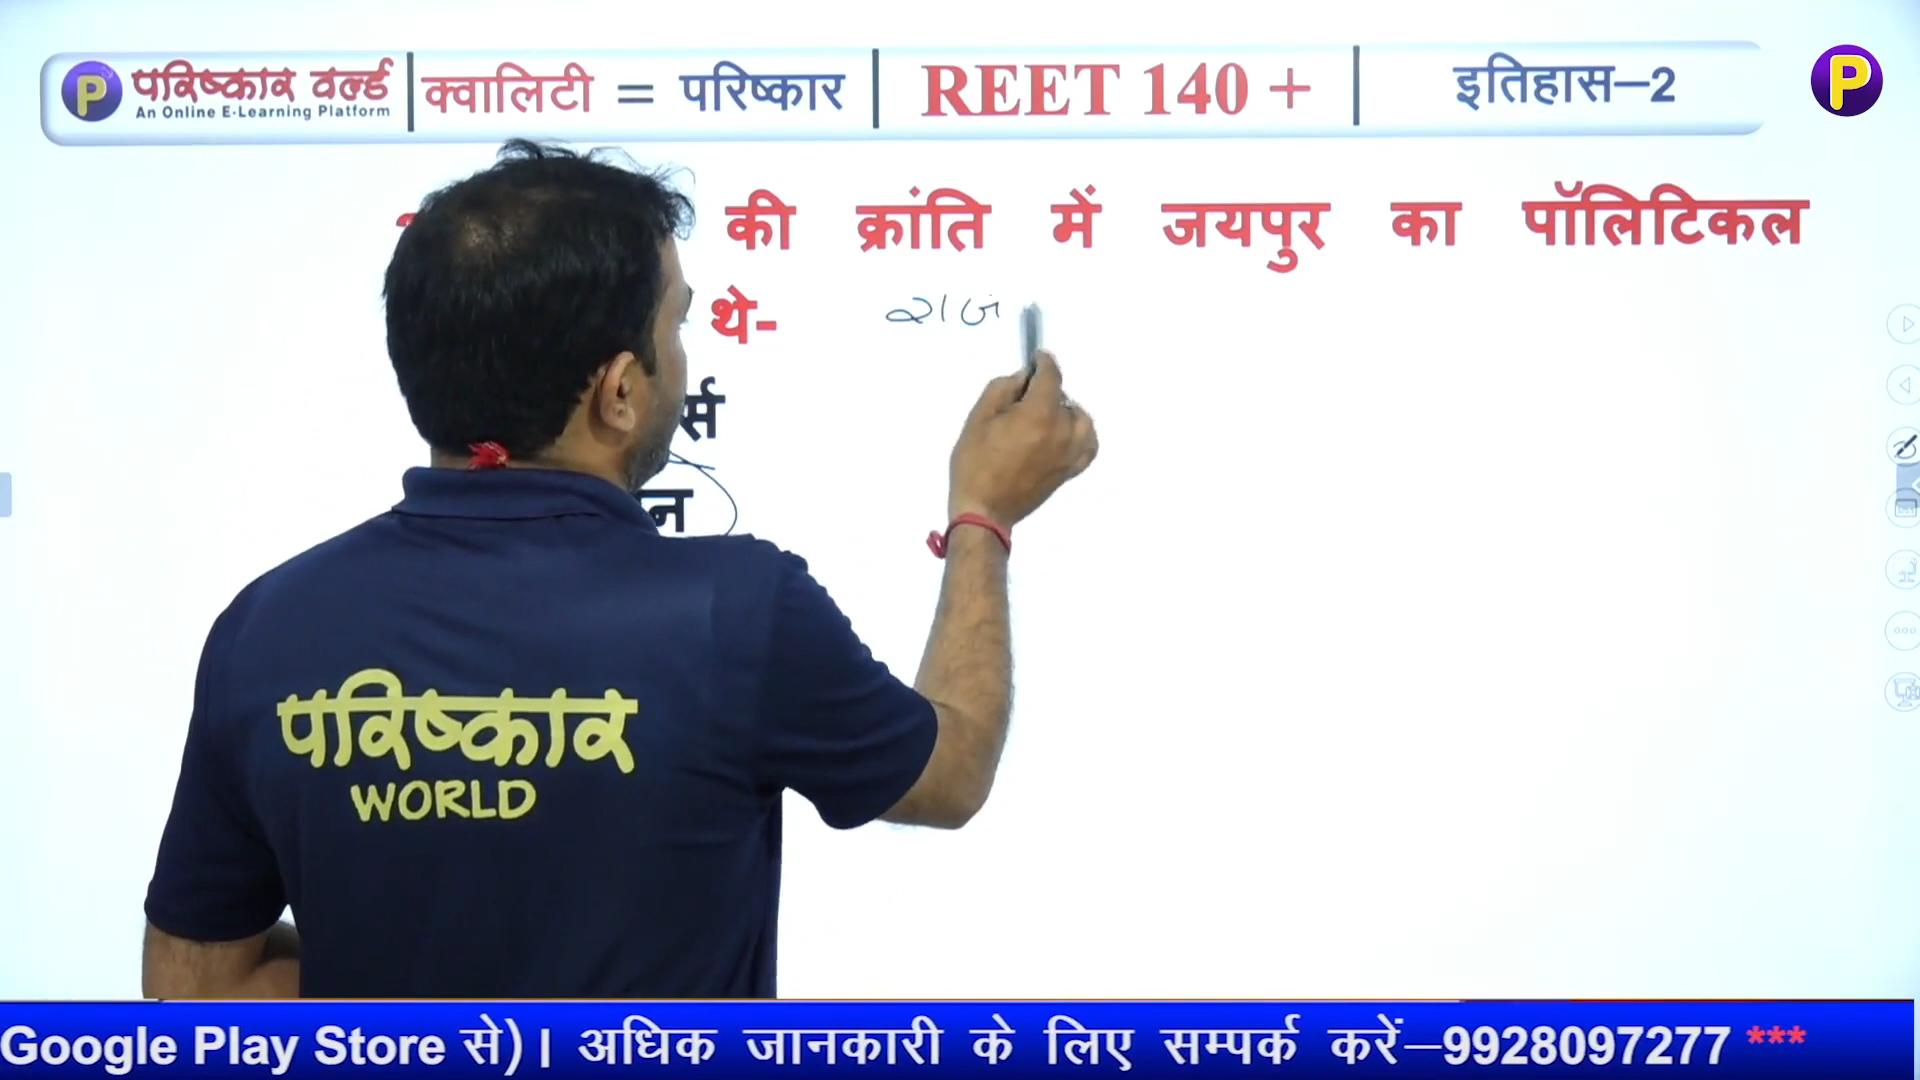 परिष्कार वर्ल्ड
An Online E-Learning Platform
क्वालिटी = परिष्कार
REET 140 +
इतिहास–2
P
की क्रांति में जयपुर का पॉलिटिकल
थे-
र्स
न
परिष्कार
WORLD
Google Play Store से)। अधिक जानकारी के लिए सम्पर्क करें–9928097277 ***